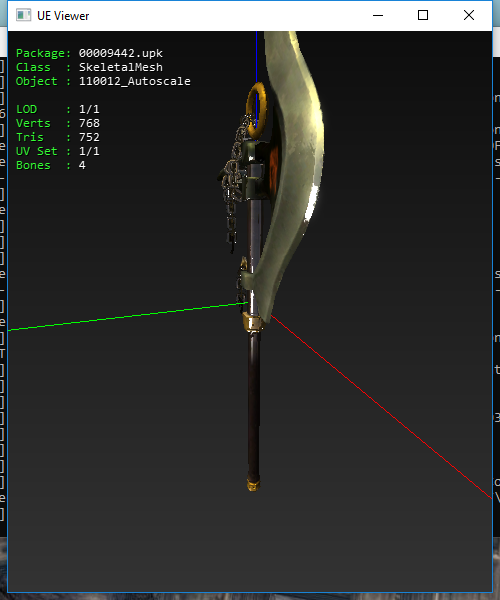 UE Viewer
Package: 00009442.upk
Class : SkeletalMesh
Object : 110012_Autoscale
LOD : 1/1
Verts : 768
Tris : 752
UV Set : 1/1
Bones : 4